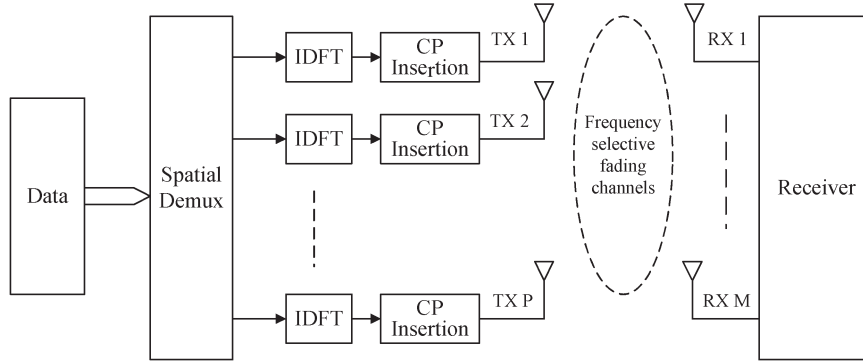 Data
Spatial
Demux
IDFT
CP
Insertion
TX 1
IDFT
CP
Insertion
TX 2
IDFT
CP
Insertion
TX P
Frequency
selective
fading
channels
RX 1
RX M
Receiver